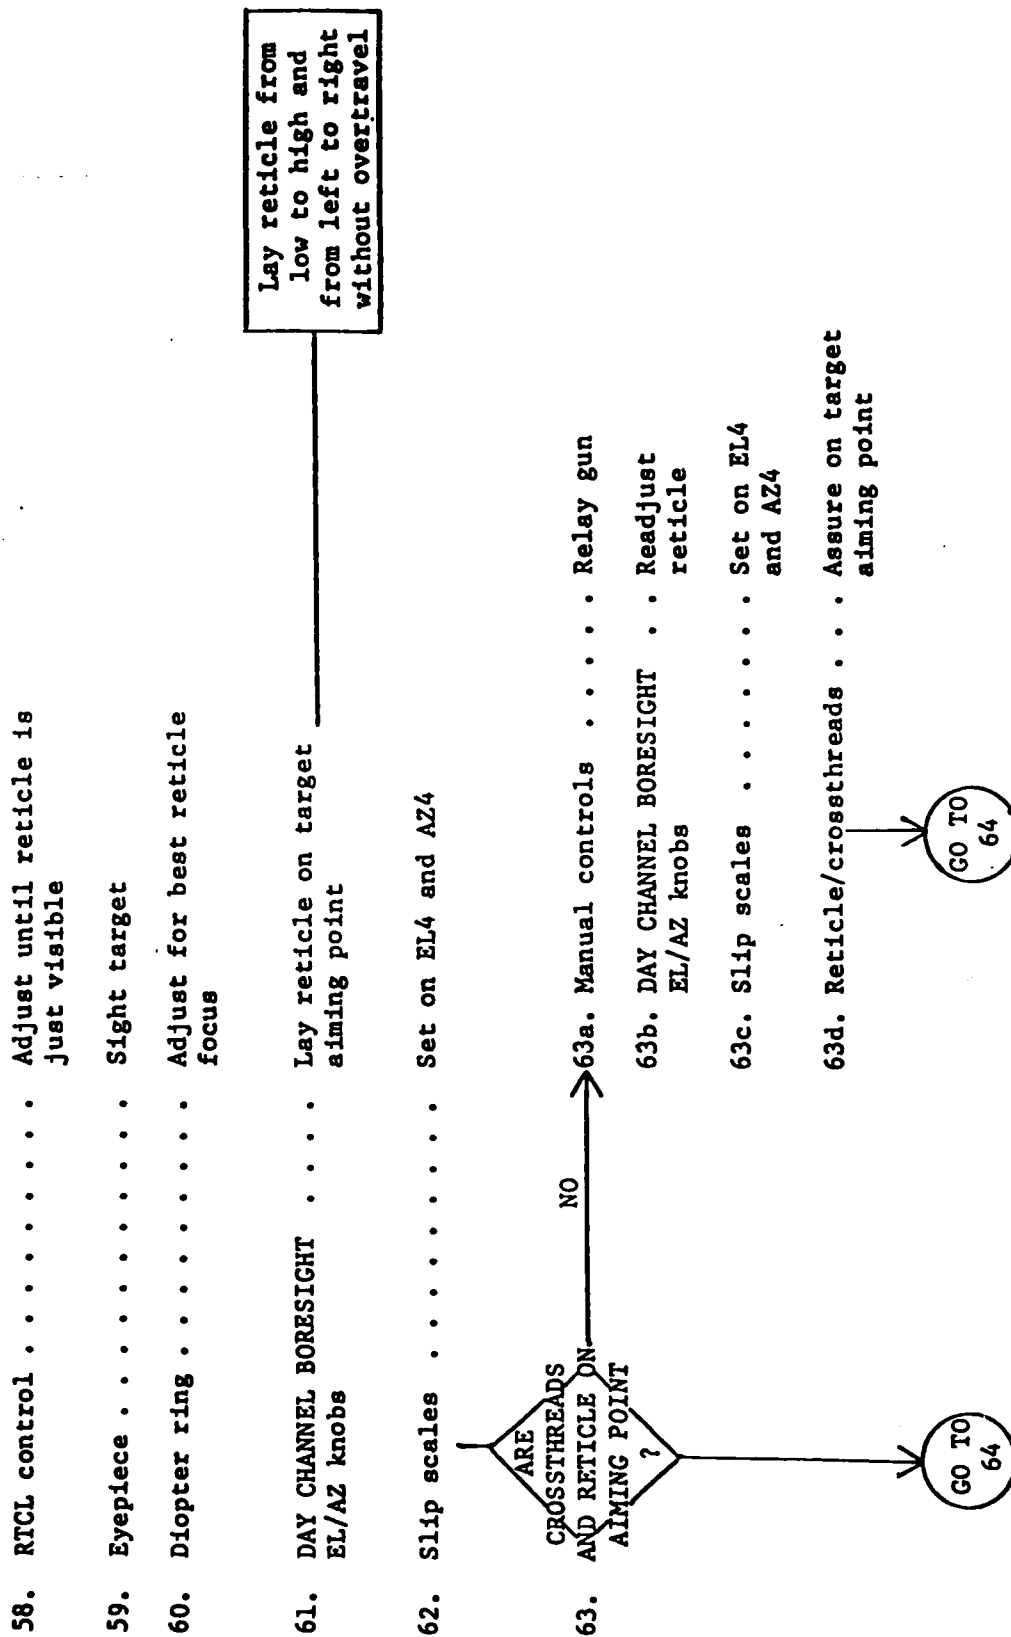 58. RTCL control . . . . . . . . . . Adjust until reticle is
just visible
59. Eyepiece . . . . . . . . . . . . Sight target
60. Diopter ring . . . . . . . . . . Adjust for best reticle
focus
61. DAY CHANNEL BORESIGHT . . . . Lay reticle on target
EL/AZ knobs aiming point
Lay reticle from
low to high and
from left to right
without overtravel
62. Slip scales . . . . . . . . . . Set on EL4 and AZ4
63. ARE
CROSSTHREADS
AND RETICLE ON
AIMING POINT
?
NO
63a. Manual controls . . . . . Relay gun
63b. DAY CHANNEL BORESIGHT . . Readjust
EL/AZ knobs reticle
63c. Slip scales . . . . . . . Set on EL4
and AZ4
63d. Reticle/crossthreads . . . Assure on target
aiming point
GO TO
64
GO TO
64